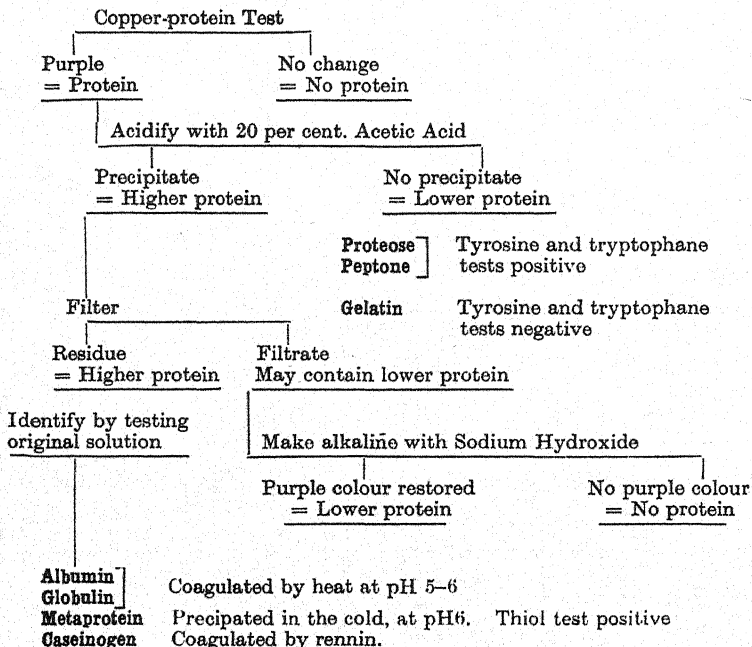 Copper-protein Test
Purple
= Protein
No change
= No protein
Acidify with 20 per cent. Acetic Acid
Precipitate
= Higher protein
No precipitate
= Lower protein
Proteose
Peptone
Tyrosine and tryptophane
tests positive
Gelatin
Tyrosine and tryptophane
tests negative
Filter
Residue
= Higher protein
Filtrate
May contain lower protein
Identify by testing
original solution
Make alkaline with Sodium Hydroxide
Purple colour restored
= Lower protein
No purple colour
= No protein
Albumin
Globulin
Coagulated by heat at pH 5–6
Metaprotein Precipated in the cold, at pH6. Thiol test positive
Caseinogen Coagulated by rennin.